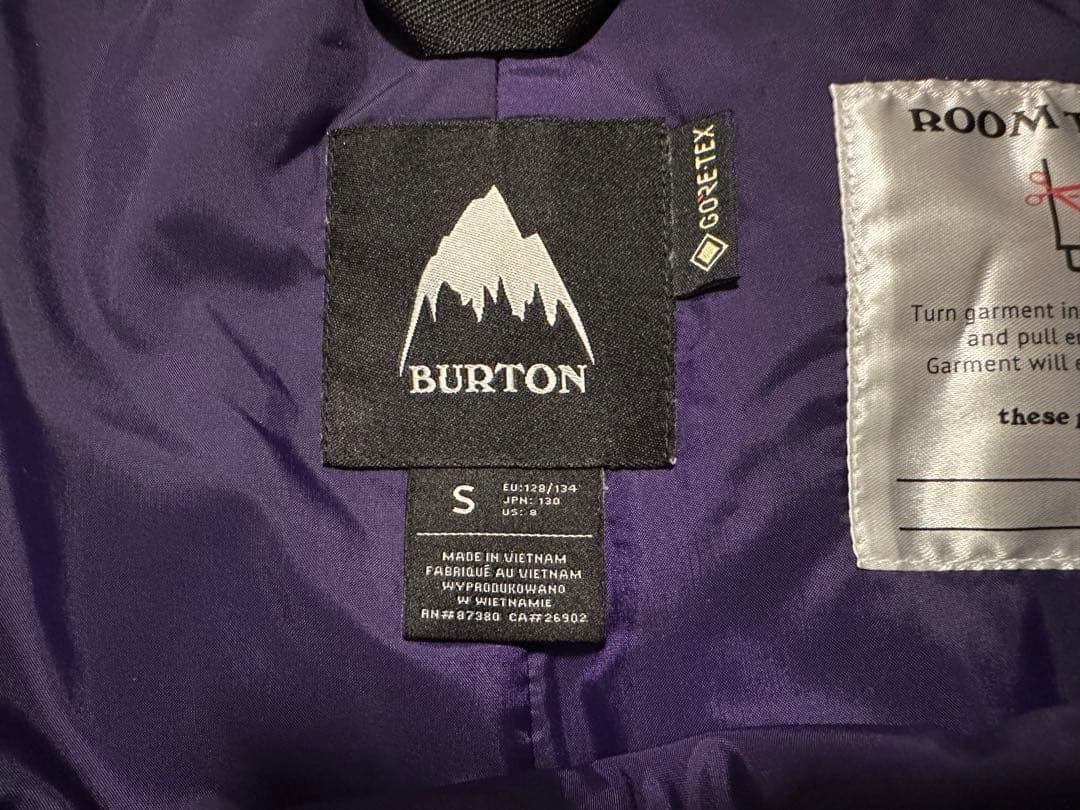 BURTON
GORE-TEX
S
EU:128/134
JPN: 130
US: 8
MADE IN VIETNAM
FABRIQUÉ AU VIETNAM
WYPRODUKOWANO
W WIETNAMIE
RN#87380 CA#26902
ROOM
Turn garment
and pull
Garment will
these